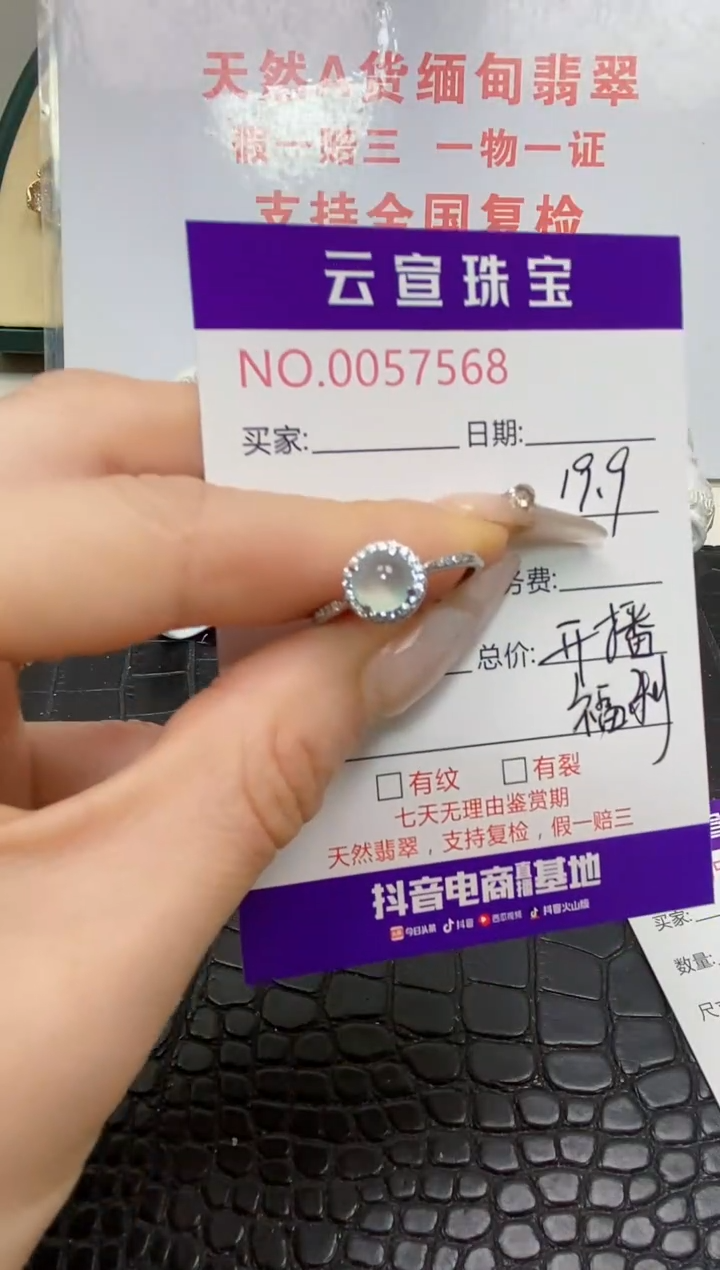 天然A货缅甸翡翠
假一赔三 一物一证
支持全国复检
云宣珠宝
NO.0057568
买家: 日期:
19.9
务费:
总价: 开播
福利
有纹 有裂
七天无理由鉴赏期
天然翡翠，支持复检，假一赔三
抖音电商直播基地
今日头条 抖音 西瓜视频 抖音火山版
买家:
数量:
尺